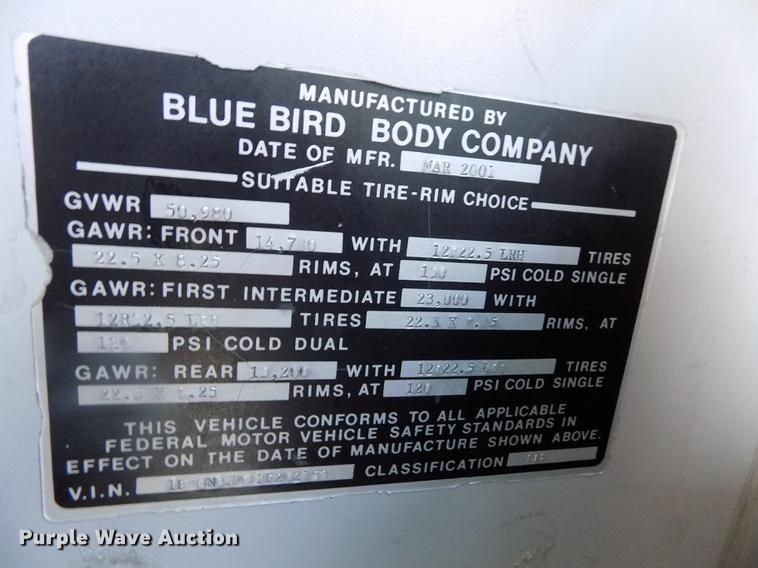 MANUFACTURED BY
BLUE BIRD BODY COMPANY
DATE OF MFR. MAR 2001
SUITABLE TIRE-RIM CHOICE
GVWR 50,980
GAWR: FRONT WITH LRH TIRES
22.5 X 8.25 RIMS, AT PSI COLD SINGLE
GAWR: FIRST INTERMEDIATE 23,000 WITH
TIRES 22.5 X RIMS, AT
120 PSI COLD DUAL
GAWR: REAR WITH TIRES
RIMS, AT 120 PSI COLD SINGLE
THIS VEHICLE CONFORMS TO ALL APPLICABLE
FEDERAL MOTOR VEHICLE SAFETY STANDARDS IN
EFFECT ON THE DATE OF MANUFACTURE SHOWN ABOVE.
V.I.N. CLASSIFICATION
Purple Wave Auction